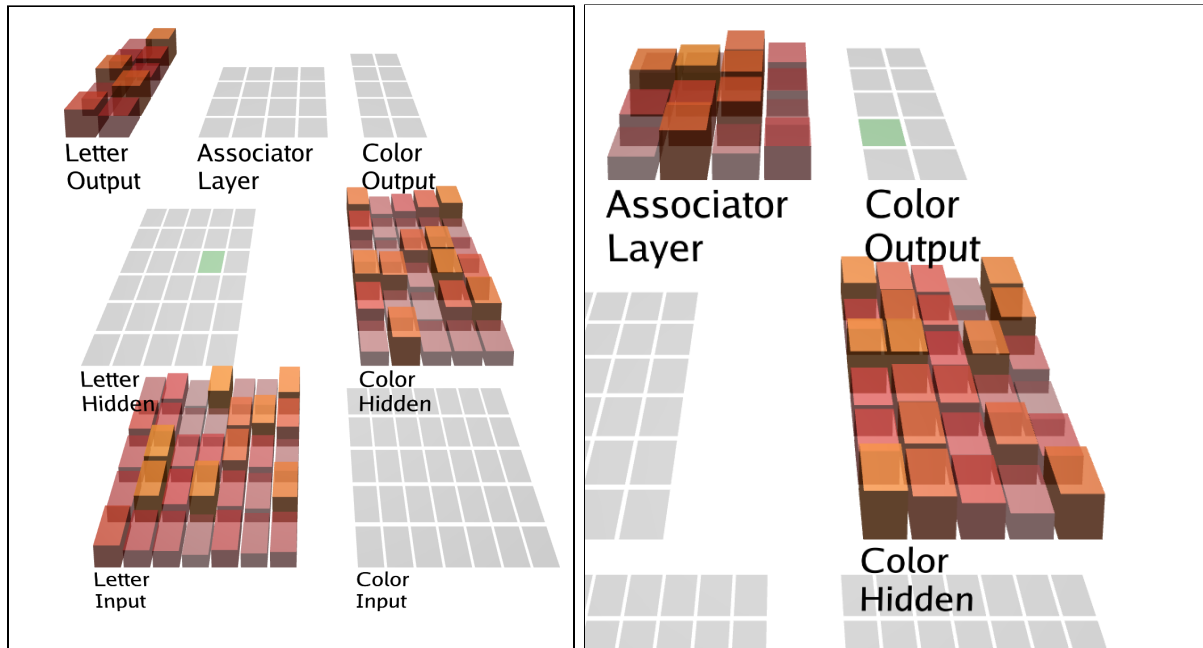 Letter
Output
Associator
Layer
Color
Output
Letter
Hidden
Color
Hidden
Letter
Input
Color
Input
Associator
Layer
Color
Output
Color
Hidden